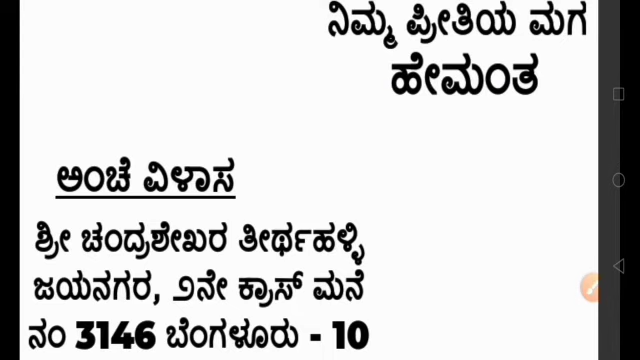 ನಿಮ್ಮ ಪ್ರೀತಿಯ ಮಗ
ಹೇಮಂತ
ಅಂಚೆ ವಿಳಾಸ
ಶ್ರೀ ಚಂದ್ರಶೇಖರ ತೀರ್ಥಹಳ್ಳಿ
ಜಯನಗರ, ೨ನೇ ಕ್ರಾಸ್ ಮನೆ
ನಂ 3146 ಬೆಂಗಳೂರು - 10